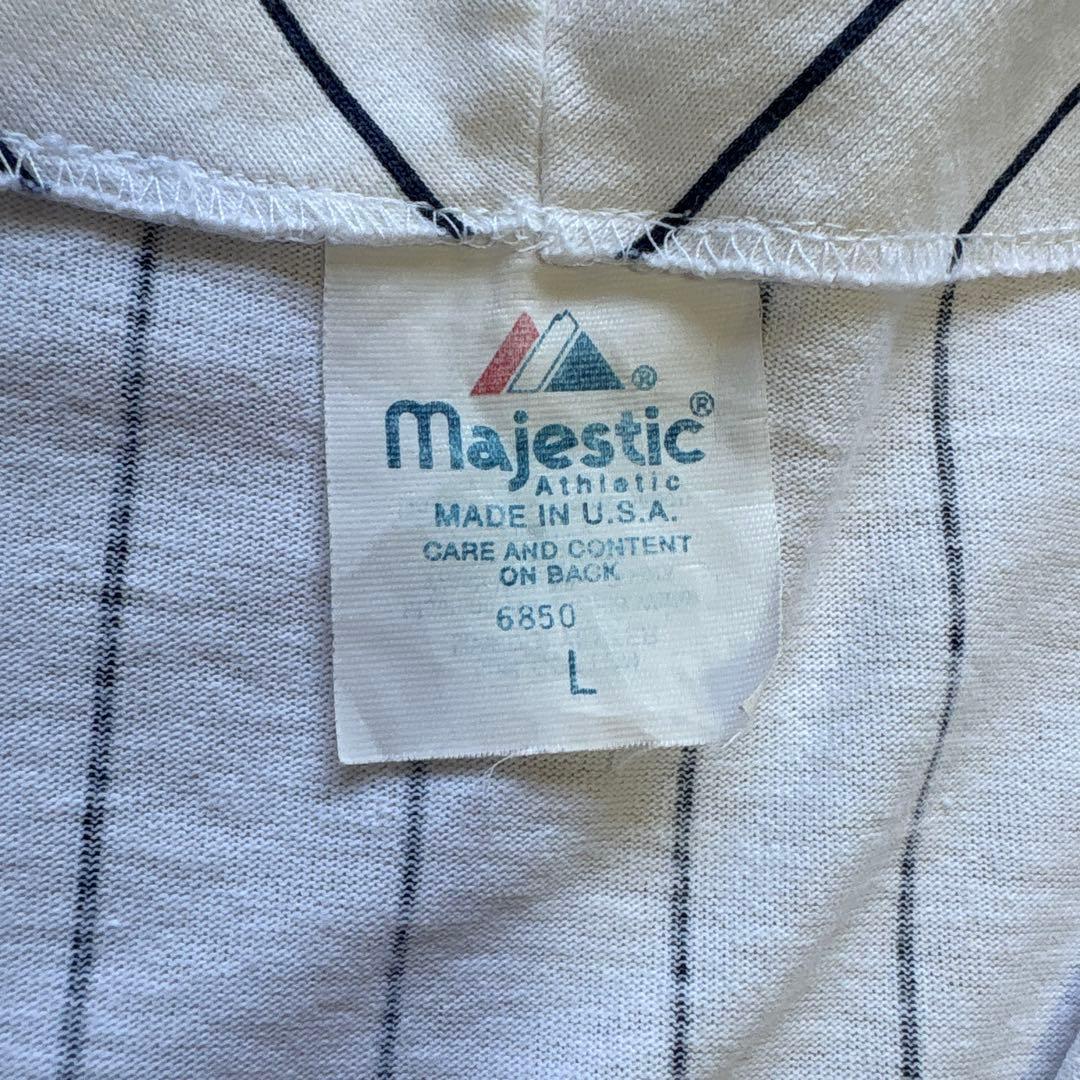 ®
Majestic®
Athletic
MADE IN U.S.A.
CARE AND CONTENT
ON BACK
6850
L